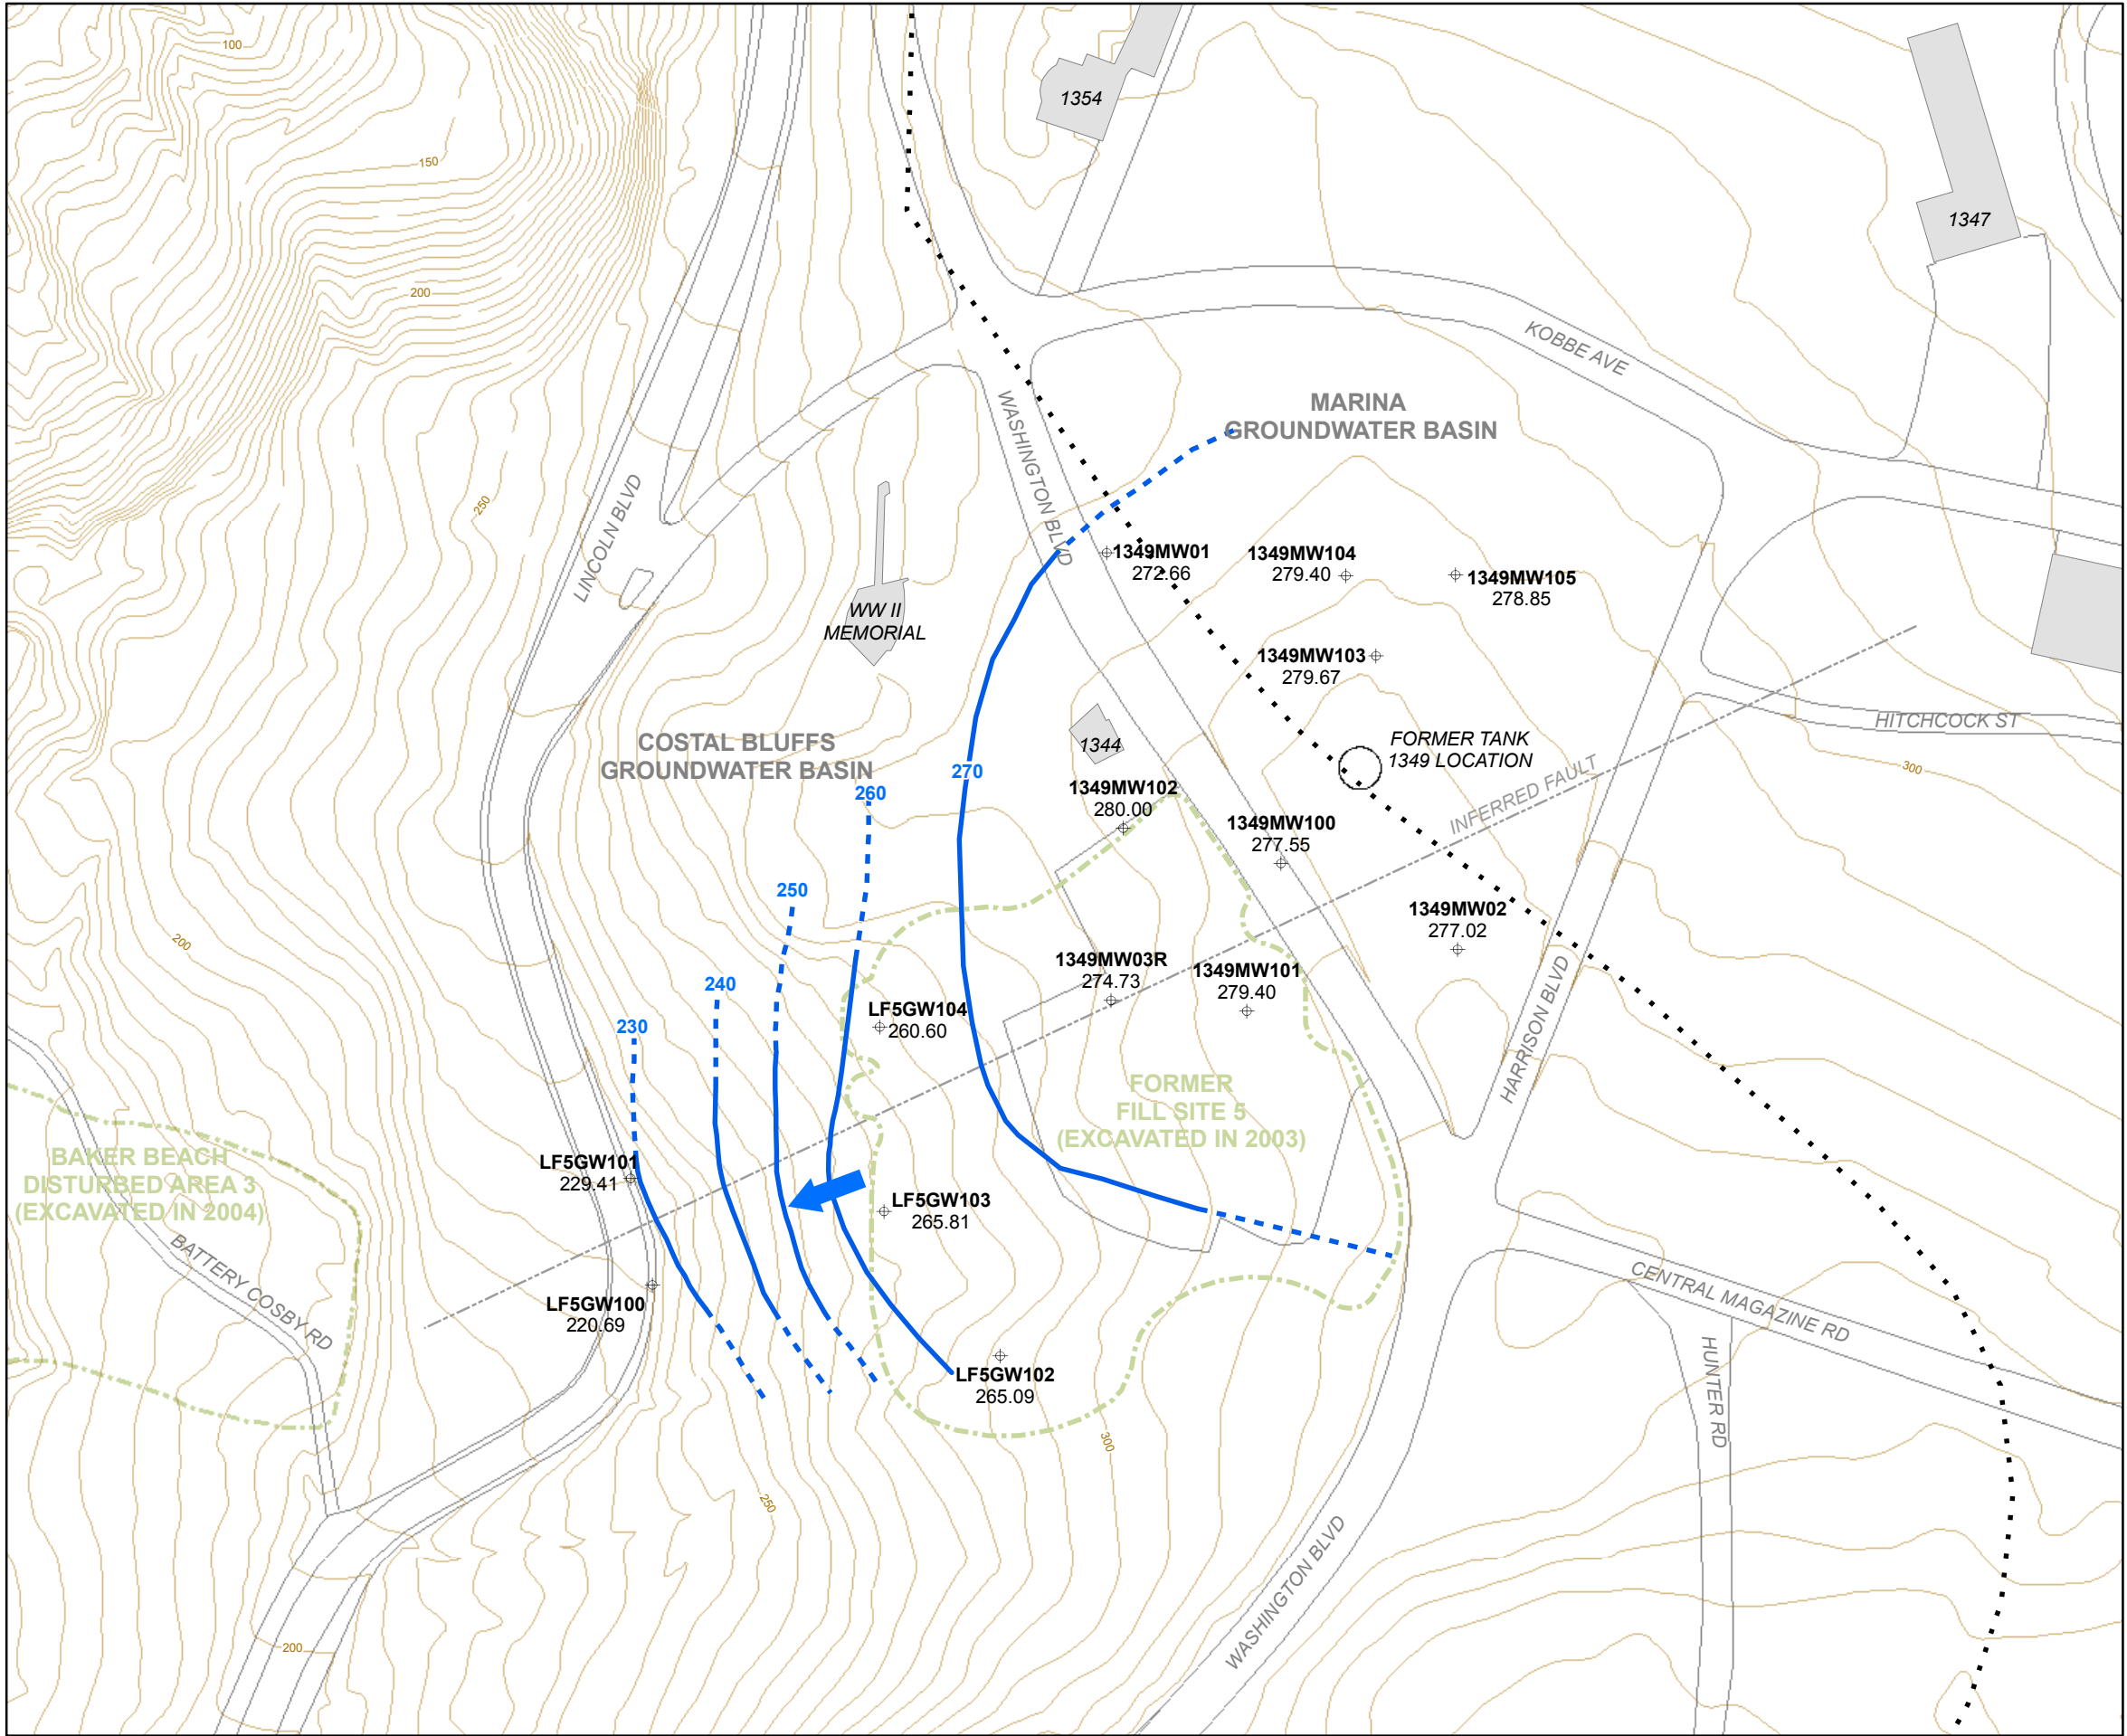 100
1354
150
1347
200
KOBBE AVE
MARINA
GROUNDWATER BASIN
WASHINGTON BLVD
250
LINCOLN BLVD
1349MW01
272.66
1349MW104
279.40
1349MW105
278.85
WW II
MEMORIAL
1349MW103
279.67
HITCHCOCK ST
COSTAL BLUFFS
GROUNDWATER BASIN
1344
FORMER TANK
1349 LOCATION
270
300
260
1349MW102
280.00
INFERRED FAULT
1349MW100
277.55
250
1349MW02
277.02
200
1349MW03R
274.73
1349MW101
279.40
240
LF5GW104
260.60
230
HARRISON BLVD
FORMER
FILL SITE 5
(EXCAVATED IN 2003)
BAKER BEACH
DISTURBED AREA 3
(EXCAVATED IN 2004)
LF5GW101
229.41
LF5GW103
265.81
BATTERY COSBY RD
CENTRAL MAGAZINE RD
LF5GW100
220.69
HUNTER RD
LF5GW102
265.09
300
250
WASHINGTON BLVD
200